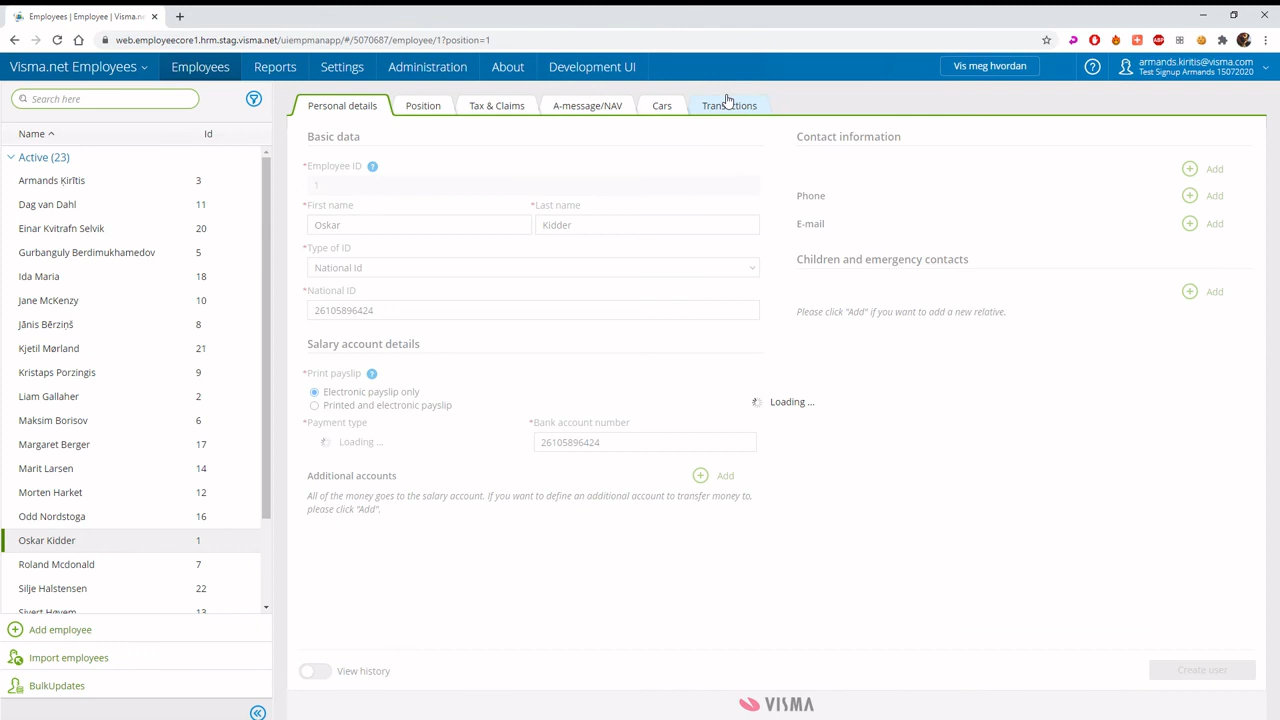 Employees | Employee | Visma.ne
web.employeecore1.hrm.stag.visma.net/uiempmanapp/#/5070687/employee/1?position=1
ABP
Visma.net Employees
Employees
Reports
Settings
Administration
About
Development UI
Vis meg hvordan
armands.kiritis@visma.com
Test Signup Armands 15072020
Search here
Name
Id
Active (23)
Armands Ķirītis 3
Dag van Dahl 11
Einar Kvitrafn Selvik 20
Gurbanguly Berdimukhamedov 5
Ida Maria 18
Jane McKenzy 10
Jānis Bērziņš 8
Kjetil Mørland 21
Kristaps Porzingis 9
Liam Gallaher 2
Maksim Borisov 6
Margaret Berger 17
Marit Larsen 14
Morten Harket 12
Odd Nordstoga 16
Oskar Kidder 1
Roland Mcdonald 7
Silje Halstensen 22
Sivert Høyem 13
Add employee
Import employees
BulkUpdates
Personal details
Position
Tax & Claims
A-message/NAV
Cars
Transactions
Basic data
*Employee ID ?
1
*First name
*Last name
Oskar
Kidder
*Type of ID
National Id
*National ID
26105896424
Salary account details
*Print payslip ?
Electronic payslip only
Printed and electronic payslip
*Payment type
*Bank account number
Loading ...
26105896424
Additional accounts
Add
All of the money goes to the salary account. If you want to define an additional account to transfer money to,
please click "Add".
Loading ...
Contact information
Add
Phone
Add
E-mail
Add
Children and emergency contacts
Add
Please click "Add" if you want to add a new relative.
View history
Create user
VISMA